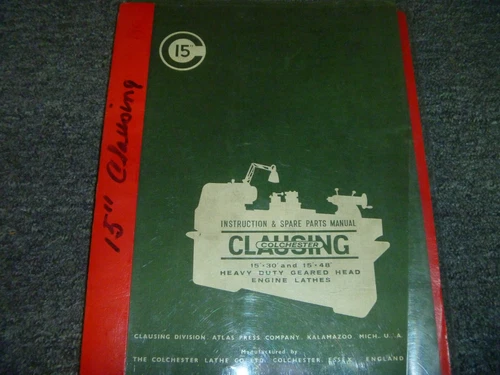 15"
15" Clausing
INSTRUCTION & SPARE PARTS MANUAL
CLAUSING
COLCHESTER
15"×30" and 15"×48"
HEAVY DUTY GEARED HEAD
ENGINE LATHES
CLAUSING DIVISION, ATLAS PRESS COMPANY, KALAMAZOO, MICH., U.S.A.
Manufactured by
THE COLCHESTER LATHE CO. LTD., COLCHESTER, ESSEX, ENGLAND